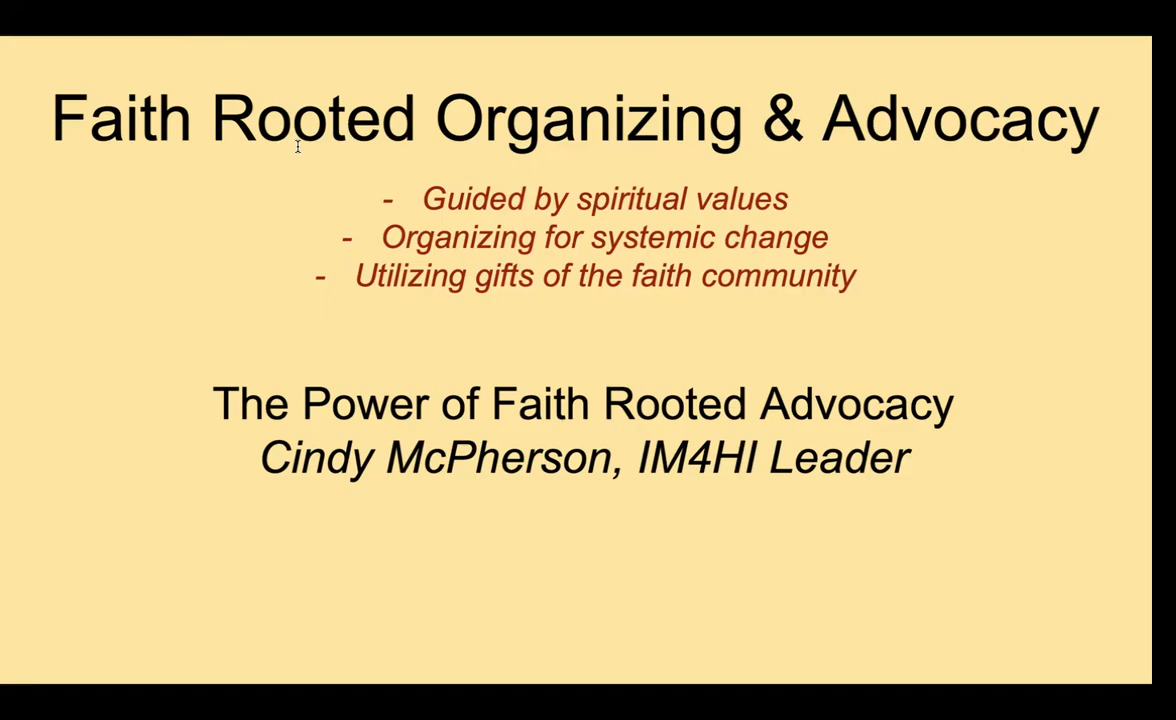 Faith Rooted Organizing & Advocacy
- Guided by spiritual values
- Organizing for systemic change
- Utilizing gifts of the faith community
The Power of Faith Rooted Advocacy
Cindy McPherson, IM4HI Leader